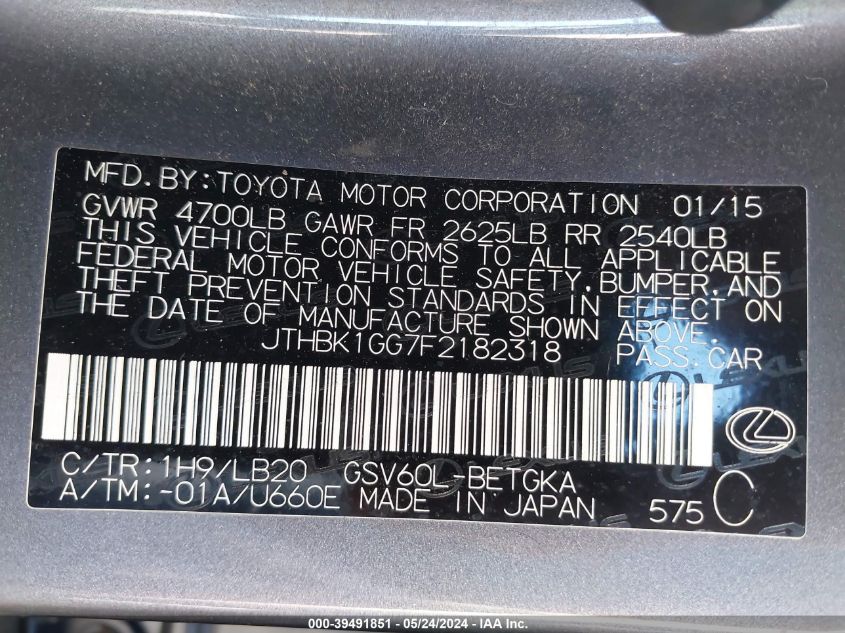 MFD.BY:TOYOTA MOTOR CORPORATION 01/15
GVWR 4700LB GAWR FR 2625LB RR 2540LB
THIS VEHICLE CONFORMS TO ALL APPLICABLE
FEDERAL MOTOR VEHICLE SAFETY,BUMPER,AND
THEFT PREVENTION STANDARDS IN EFFECT ON
THE DATE OF MANUFACTURE SHOWN ABOVE.
JTHBK1GG7F2182318 PASS.CAR
C/TR:1H9/LB20 GSV60L-BETGKA
A/TM:-01A/U660E MADE IN JAPAN 575 C
000-39491851 / 05/24/2024 - IAA Inc.